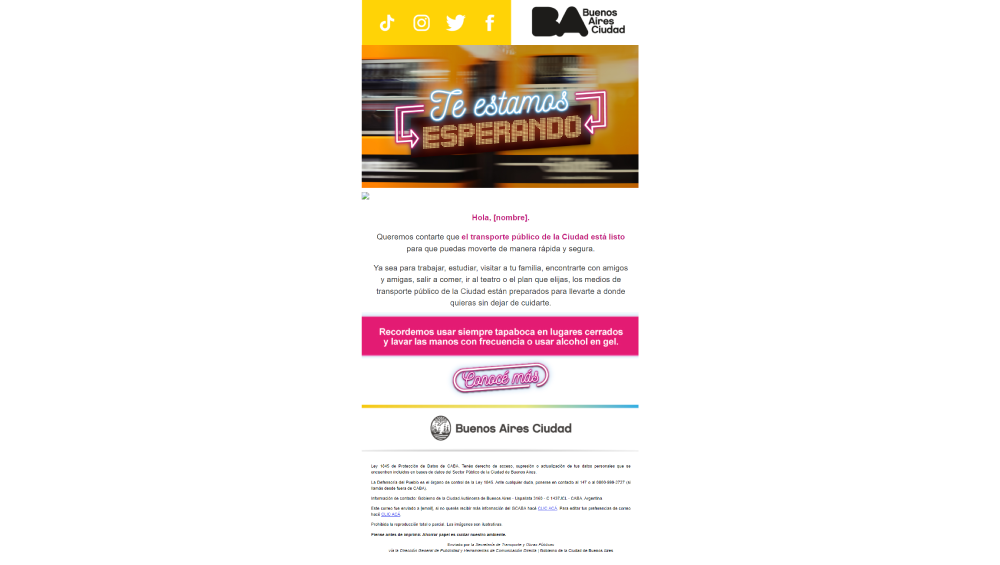 BA Buenos
Aires
Ciudad
Te estamos
ESPERANDO
Hola, [nombre].
Queremos contarte que el transporte público de la Ciudad está listo
para que puedas moverte de manera rápida y segura.
Ya sea para trabajar, estudiar, visitar a tu familia, encontrarte con amigos
y amigas, salir a comer, ir al teatro o el plan que elijas, los medios de
transporte público de la Ciudad están preparados para llevarte a donde
quieras sin dejar de cuidarte.
Recordemos usar siempre tapaboca en lugares cerrados
y lavar las manos con frecuencia o usar alcohol en gel.
Conocé más
Buenos Aires Ciudad
Ley 1845 de Protección de Datos de CABA. Tenés derecho de acceso, supresión o actualización de tus datos personales que se
encuentren incluidos en bases de datos del Sector Público de la Ciudad de Buenos Aires.
La Defensoría del Pueblo es el órgano de control de la Ley 1845. Ante cualquier duda, ponerse en contacto al 147 o al 0800-999-2727 (si
llamás desde fuera de CABA).
Información de contacto: Gobierno de la Ciudad Autónoma de Buenos Aires - Uspallata 3160 - C 1437JCL - CABA, Argentina
Este correo fue enviado a [email], si no querés recibir más información del GCABA hacé CLIC ACÁ. Para editar tus preferencias de correo
hacé CLIC ACÁ.
Prohibida la reproducción total o parcial. Las imágenes son ilustrativas.
Piense antes de imprimir. Ahorrar papel es cuidar nuestro ambiente.
Enviado por la Secretaría de Transporte y Obras Públicas
vía la Dirección General de Publicidad y Herramientas de Comunicación Directa | Gobierno de la Ciudad de Buenos Aires